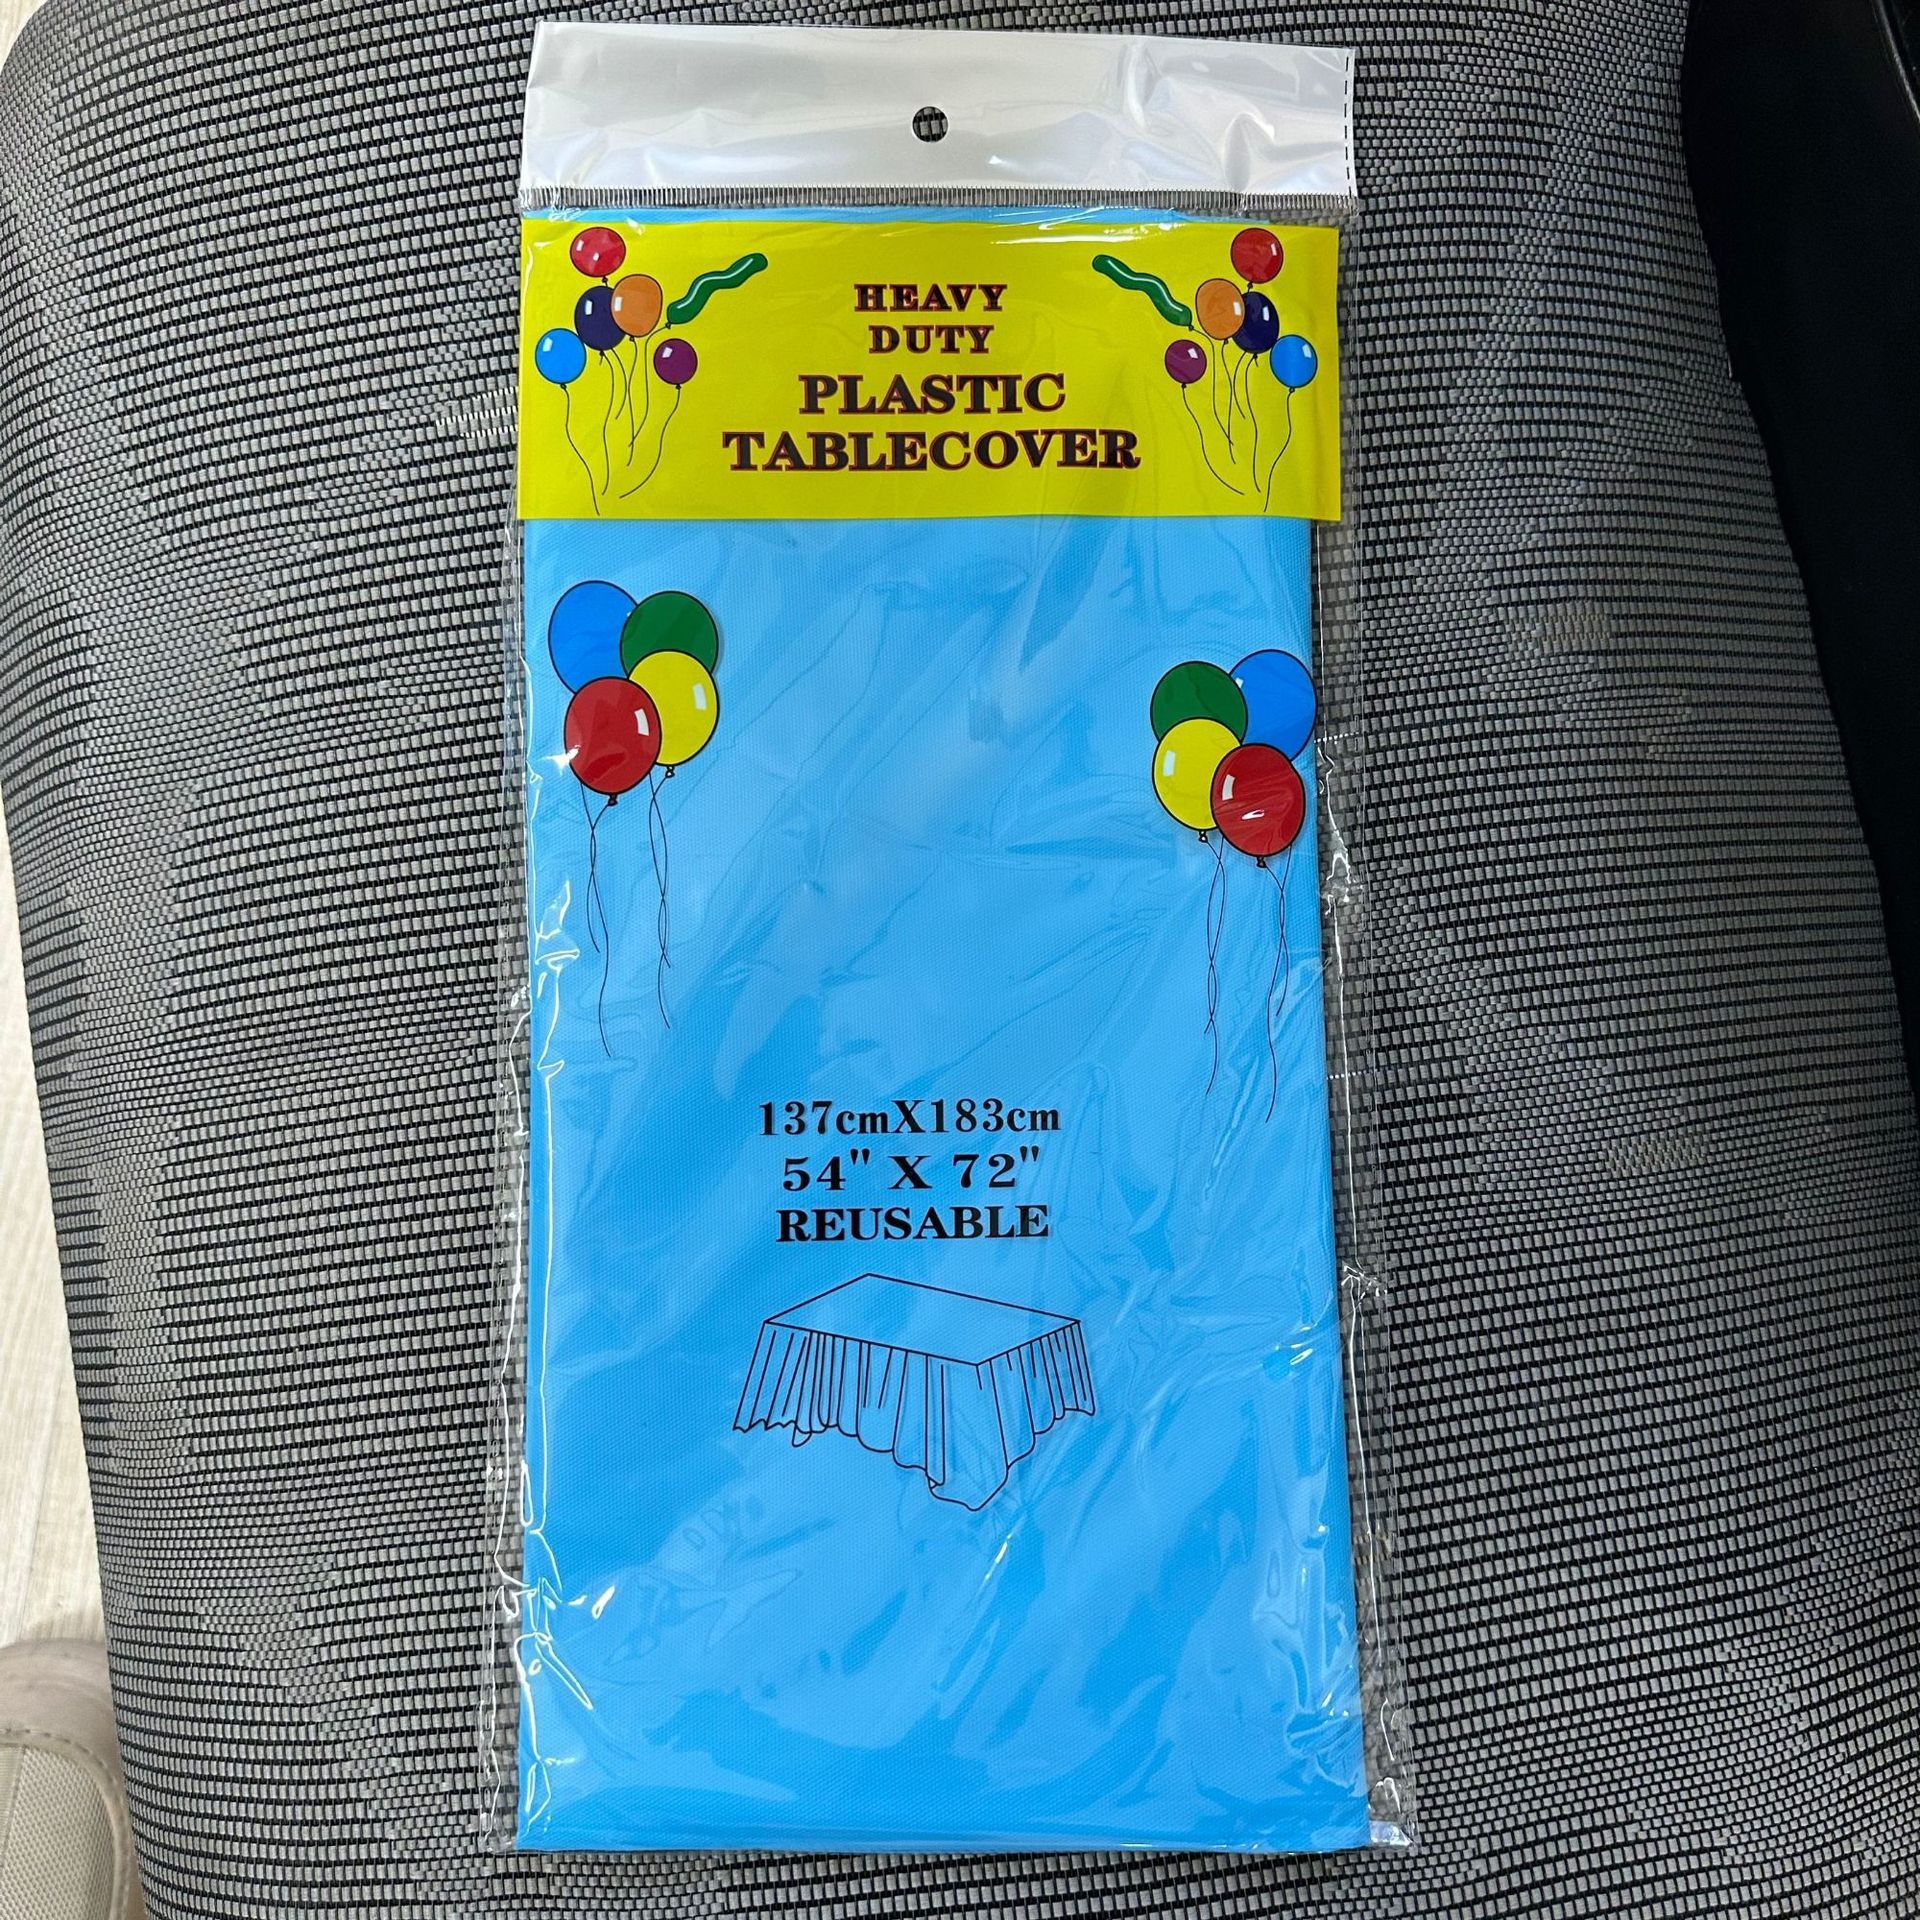 HEAVY
DUTY
PLASTIC
TABLECOVER
137cmX183cm
54" X 72"
REUSABLE